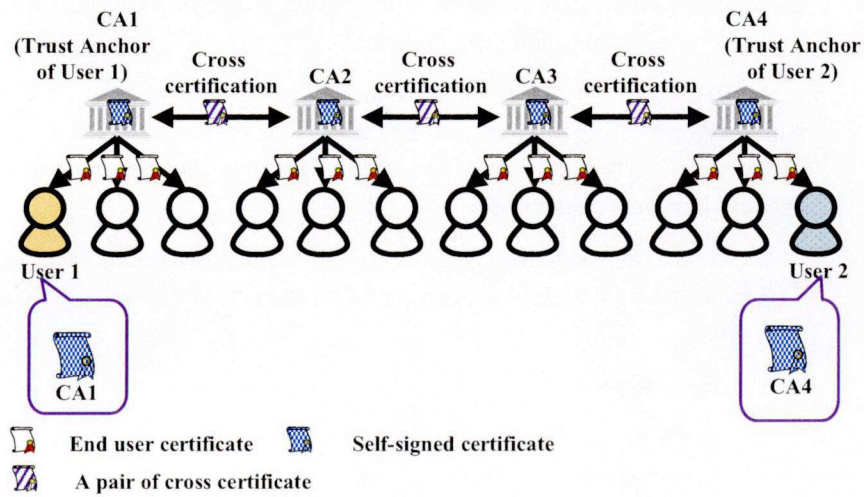 CA1
(Trust Anchor
of User 1)
Cross
certification
CA2
Cross
certification
CA3
Cross
certification
CA4
(Trust Anchor
of User 2)
User 1
User 2
CA1
CA4
End user certificate
Self-signed certificate
A pair of cross certificate